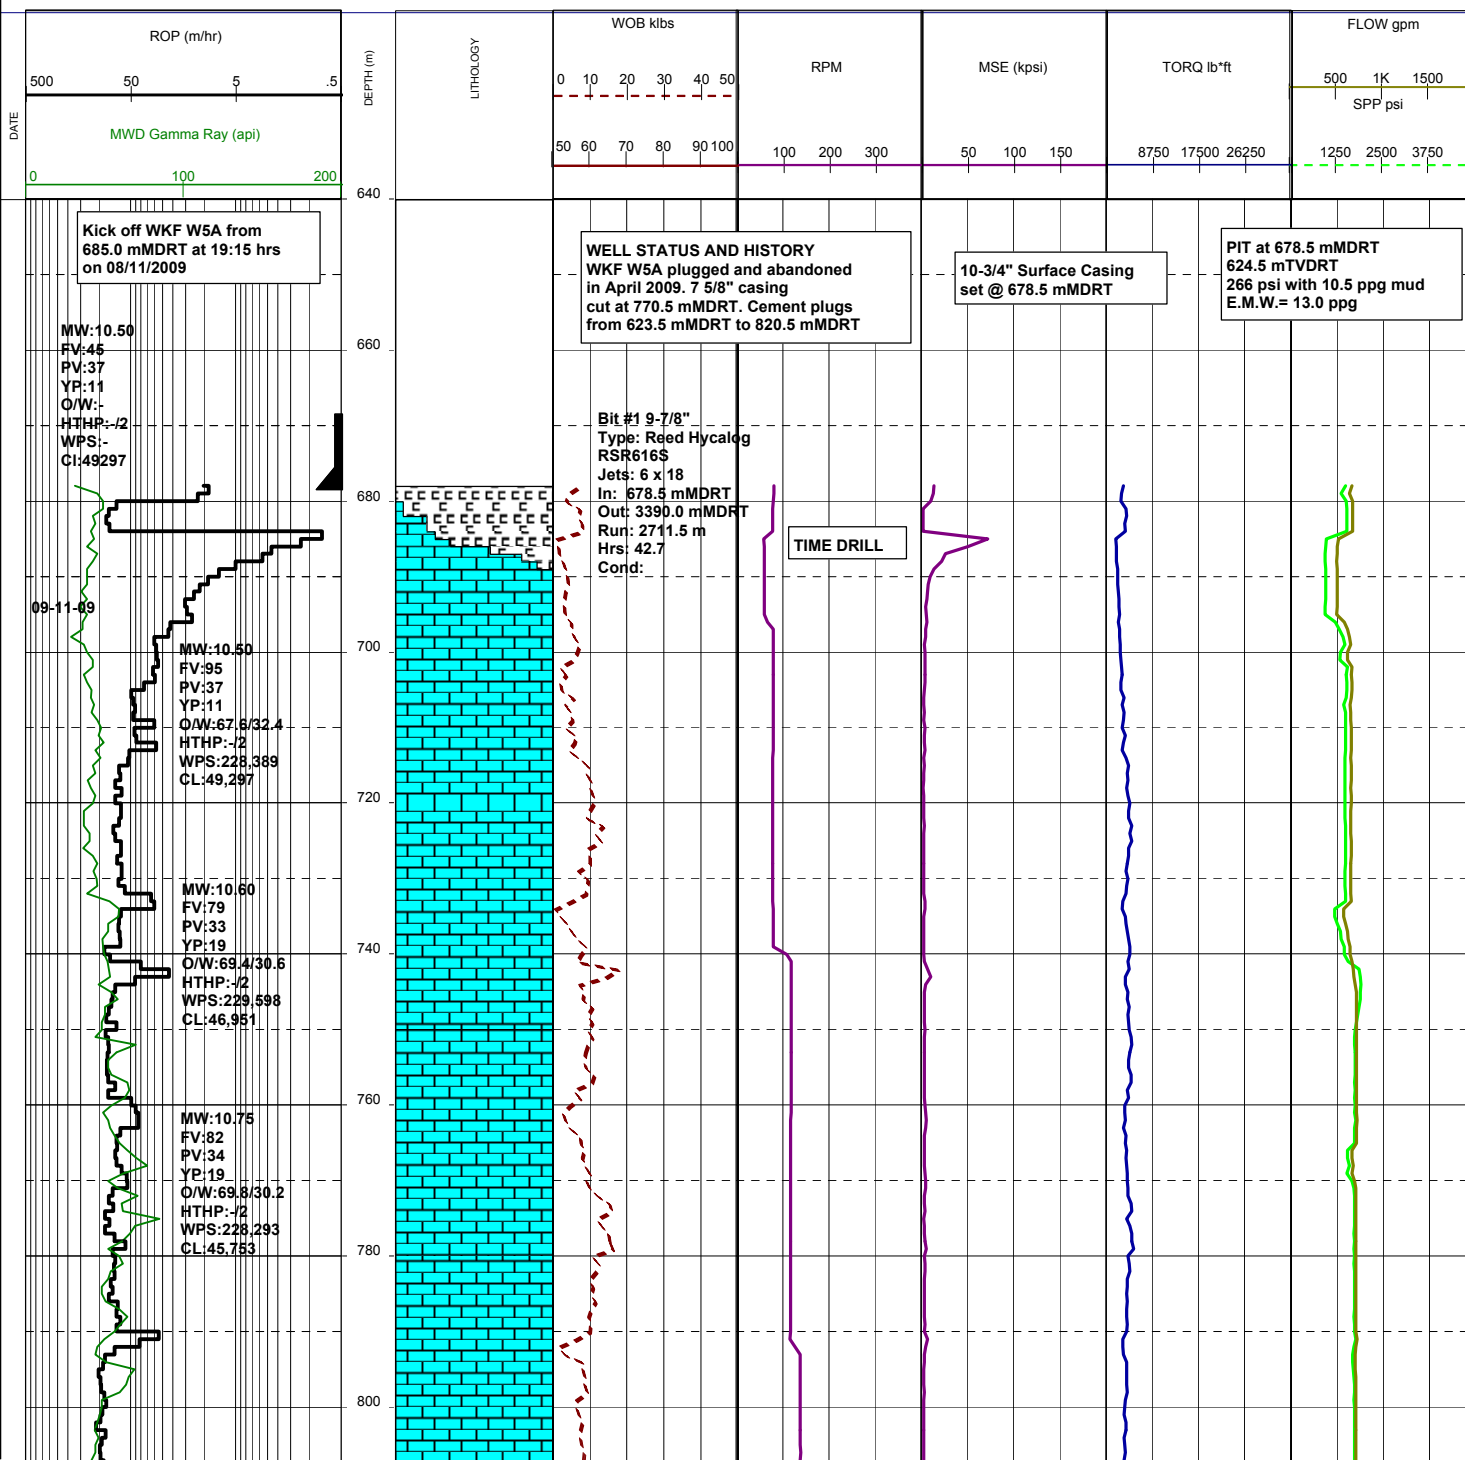 ROP (m/hr)
500 50 5 .5
MWD Gamma Ray (api)
0 100 200
DATE
DEPTH (m)
LITHOLOGY
WOB klbs
0 10 20 30 40 50
50 60 70 80 90 100
RPM
100 200 300
MSE (kpsi)
50 100 150
TORQ lb*ft
8750 17500 26250
FLOW gpm
500 1K 1500
SPP psi
1250 2500 3750
640
Kick off WKF W5A from
685.0 mMDRT at 19:15 hrs
on 08/11/2009
WELL STATUS AND HISTORY
WKF W5A plugged and abandoned
in April 2009. 7 5/8" casing
cut at 770.5 mMDRT. Cement plugs
from 623.5 mMDRT to 820.5 mMDRT
10-3/4" Surface Casing
set @ 678.5 mMDRT
PIT at 678.5 mMDRT
624.5 mTVDRT
266 psi with 10.5 ppg mud
E.M.W.= 13.0 ppg
MW:10.50
FV:45
PV:37
YP:11
O/W:-
HTHP:-/2
WPS:-
Cl:49297
660
Bit #1 9-7/8"
Type: Reed Hycalog
RSR616S
Jets: 6 x 18
In: 678.5 mMDRT
Out: 3390.0 mMDRT
Run: 2711.5 m
Hrs: 42.7
Cond:
TIME DRILL
680
09-11-09
700
MW:10.50
FV:95
PV:37
YP:11
O/W:67.6/32.4
HTHP:-/2
WPS:228,389
CL:49,297
720
MW:10.60
FV:79
PV:33
YP:19
O/W:69.4/30.6
HTHP:-/2
WPS:229,598
CL:46,951
740
760
MW:10.75
FV:82
PV:34
YP:19
O/W:69.8/30.2
HTHP:-/2
WPS:228,293
CL:45,753
780
800